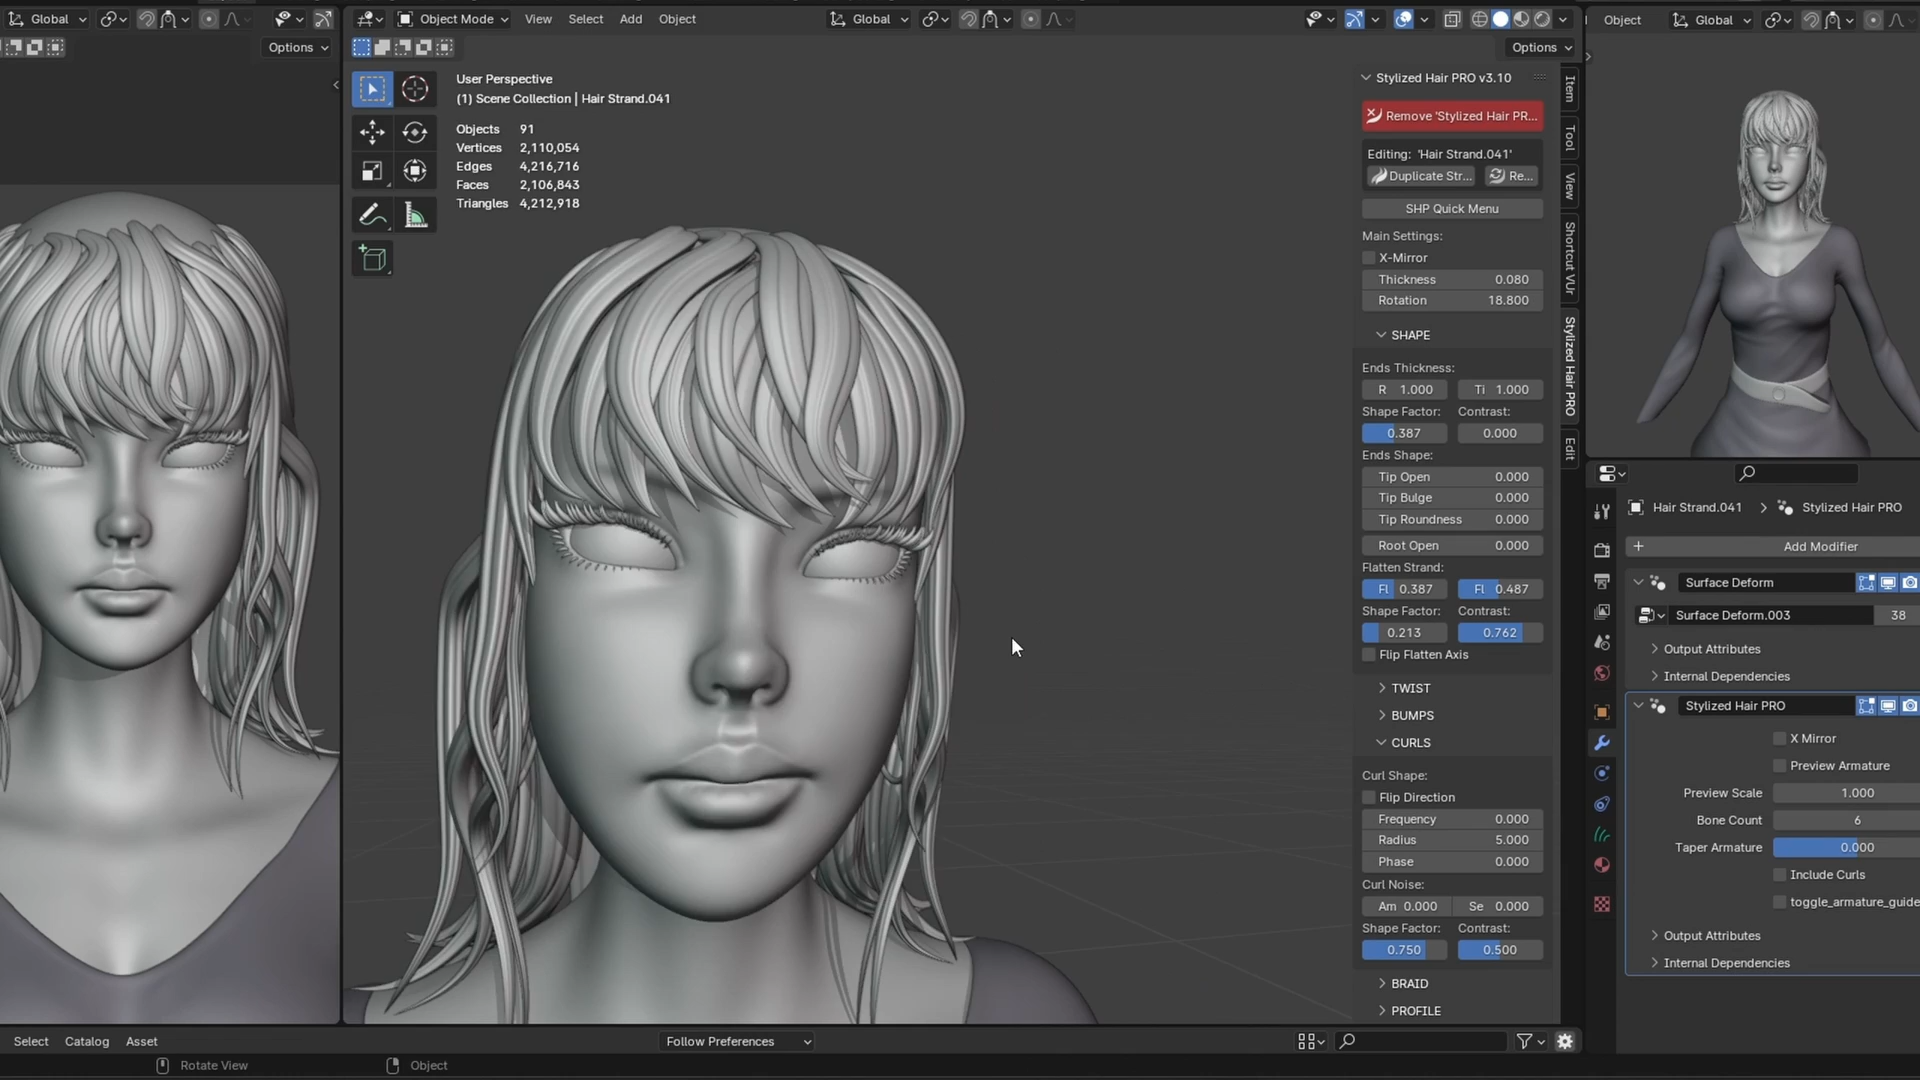 Global
Options
Object Mode
View
Select
Add
Object
Global
Options
User Perspective
(1) Scene Collection | Hair Strand.041
Objects 91
Vertices 2,110,054
Edges 4,216,716
Faces 2,106,843
Triangles 4,212,918
Stylized Hair PRO v3.10
Remove 'Stylized Hair PR...
Editing: 'Hair Strand.041'
Duplicate Str... Re...
SHP Quick Menu
Main Settings:
X-Mirror
Thickness 0.080
Rotation 18.800
SHAPE
Ends Thickness:
R 1.000 Ti 1.000
Shape Factor: Contrast:
0.387 0.000
Ends Shape:
Tip Open 0.000
Tip Bulge 0.000
Tip Roundness 0.000
Root Open 0.000
Flatten Strand:
Fl 0.387 Fl 0.487
Shape Factor: Contrast:
0.213 0.762
Flip Flatten Axis
TWIST
BUMPS
CURLS
Curl Shape:
Flip Direction
Frequency 0.000
Radius 5.000
Phase 0.000
Curl Noise:
Am 0.000 Se 0.000
Shape Factor: Contrast:
0.750 0.500
BRAID
PROFILE
Item
Tool
View
Shortcut VUr
Stylized Hair PRO
Edit
Object
Global
Hair Strand.041 > Stylized Hair PRO
+ Add Modifier
Surface Deform
Surface Deform.003 38
Output Attributes
Internal Dependencies
Stylized Hair PRO
X Mirror
Preview Armature
Preview Scale 1.000
Bone Count 6
Taper Armature 0.000
Include Curls
toggle_armature_guide
Output Attributes
Internal Dependencies
Select
Catalog
Asset
Follow Preferences
Rotate View
Object